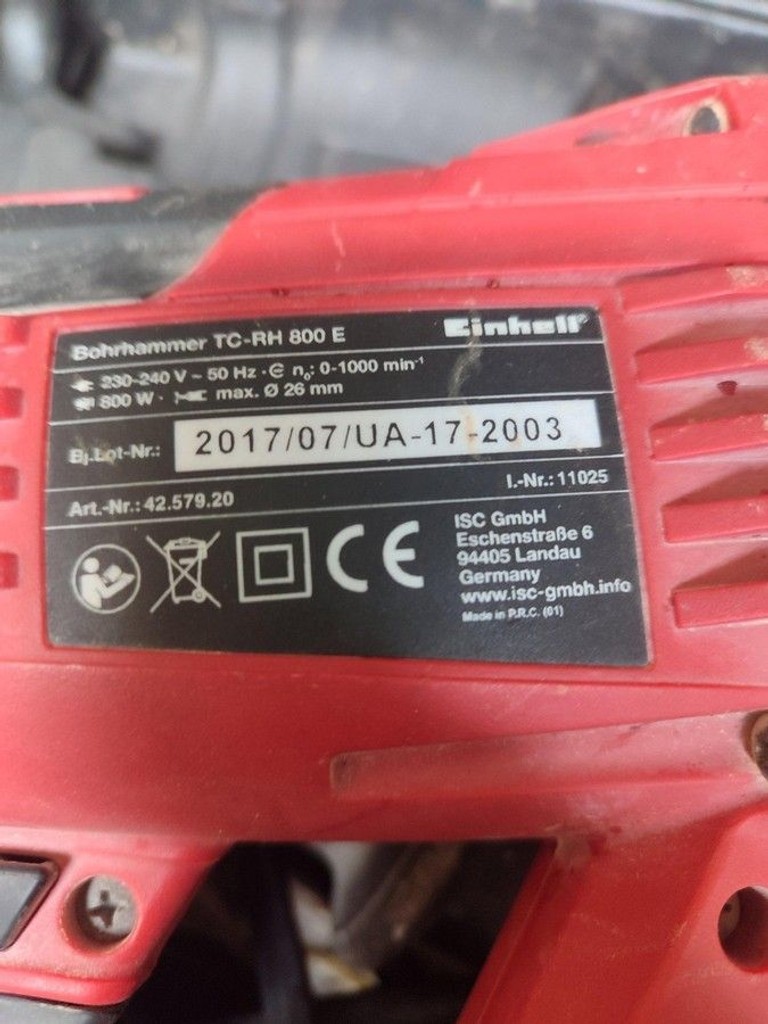 Bohrhammer TC-RH 800 E
Einhell
230-240 V ~ 50 Hz · n₀: 0-1000 min⁻¹
800 W · max. Ø 26 mm
Bj.Lot-Nr.: 2017/07/UA-17-2003
Art.-Nr.: 42.579.20
I.-Nr.: 11025
ISC GmbH
Eschenstraße 6
94405 Landau
Germany
www.isc-gmbh.info
Made in P.R.C. (01)
CE